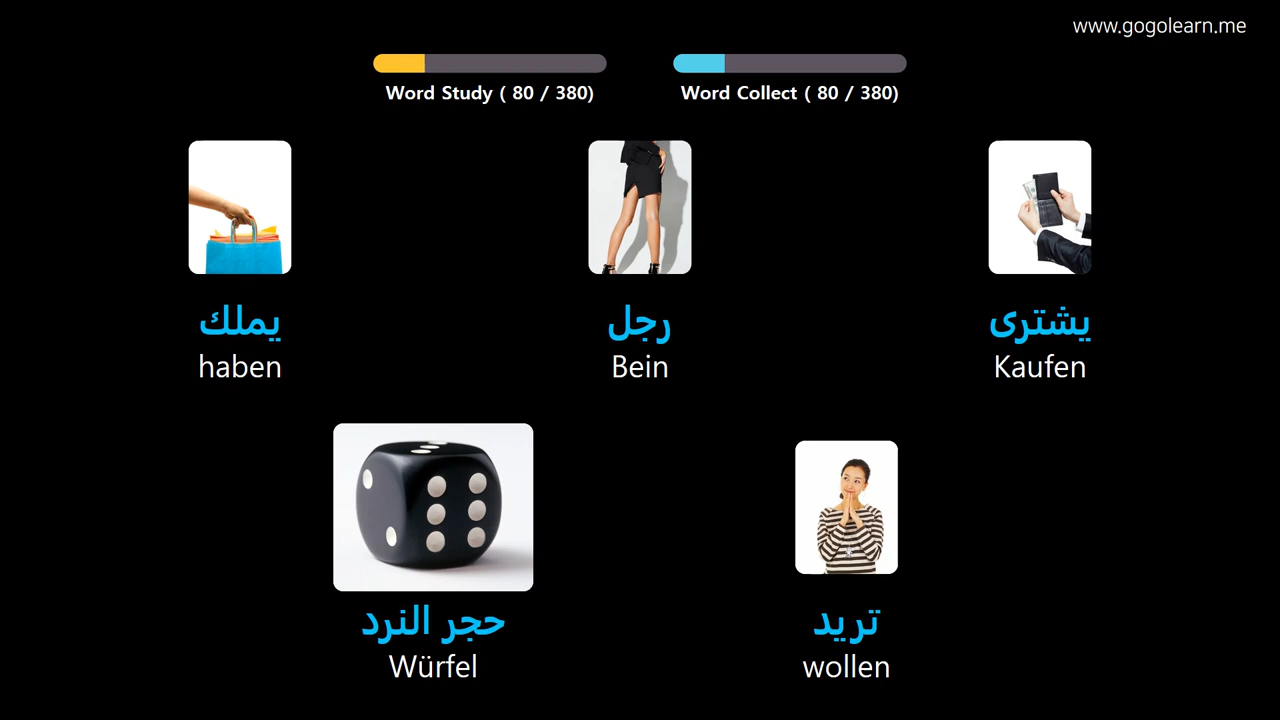 www.gogolearn.me
Word Study ( 80 / 380)
Word Collect ( 80 / 380)
يملك
haben
رجل
Bein
يشترى
Kaufen
حجر النرد
Würfel
تريد
wollen